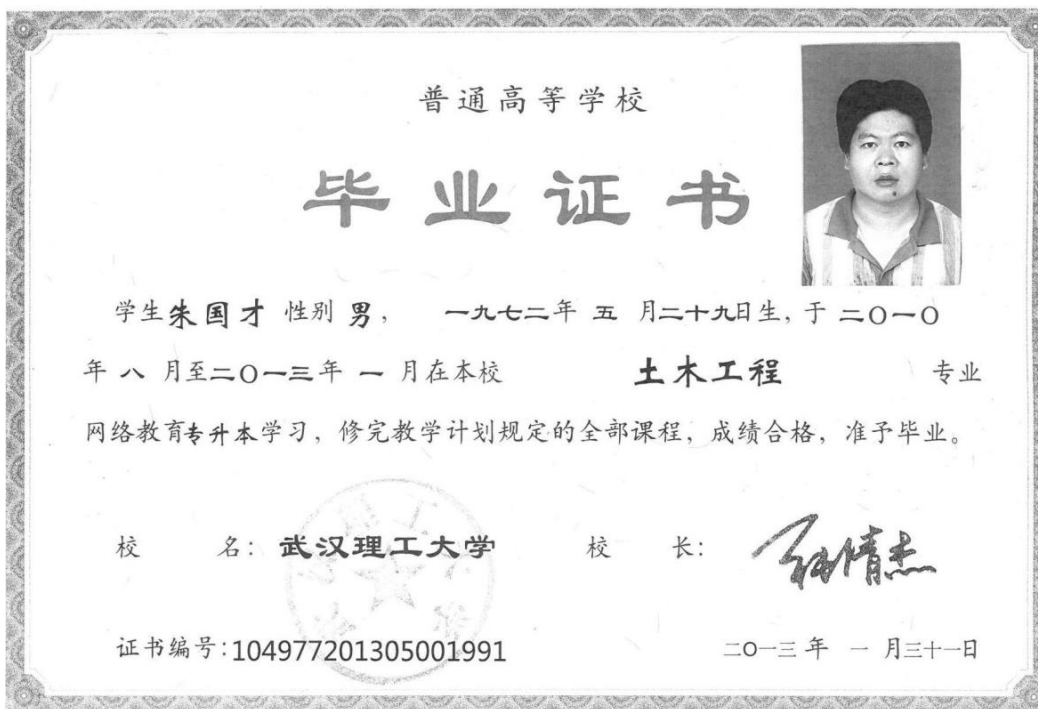 普通高等学校
毕业证书
学生朱国才 性别 男， 一九七二年 五 月二十九日生，于 二〇一〇
年 八 月至二〇一三年 一 月在本校 土木工程 专业
网络教育专升本学习，修完教学计划规定的全部课程，成绩合格，准予毕业。
校 名：武汉理工大学 校 长：
证书编号：104977201305001991 二〇一三 年 一 月三十一日